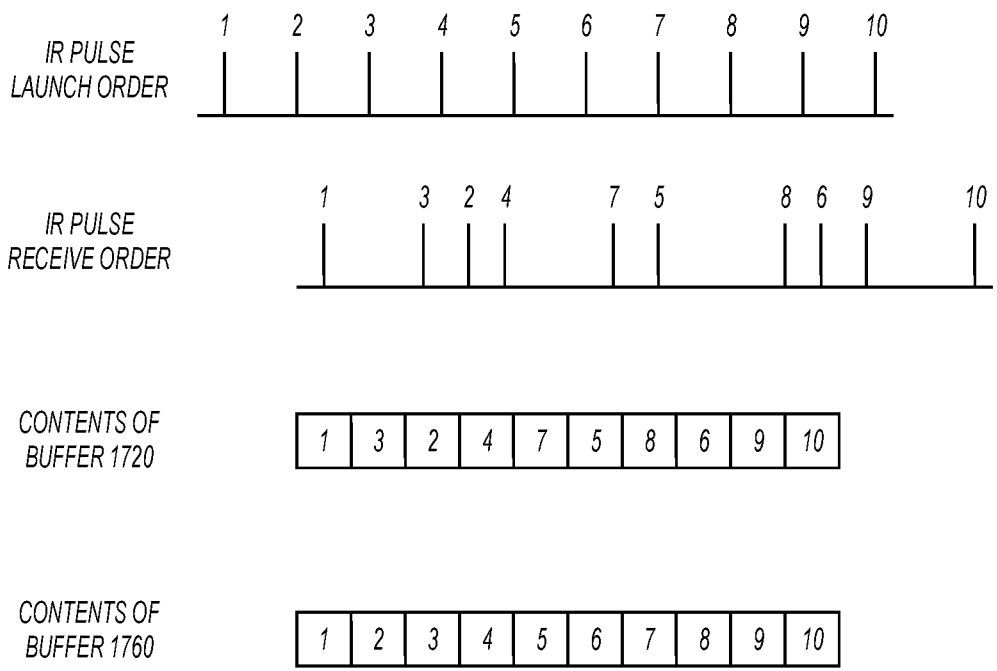 1 2 3 4 5 6 7 8 9 10
IR PULSE
LAUNCH ORDER
1 3 2 4 7 5 8 6 9 10
IR PULSE
RECEIVE ORDER
CONTENTS OF
BUFFER 1720
1 3 2 4 7 5 8 6 9 10
CONTENTS OF
BUFFER 1760
1 2 3 4 5 6 7 8 9 10